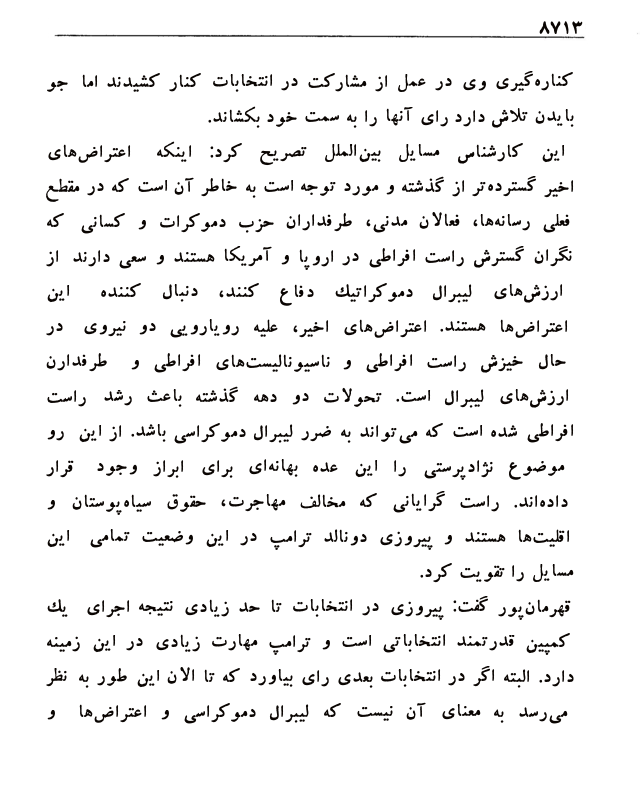 ۸۷۱۳
کناره‌گیری وی در عمل از مشارکت در انتخابات کنار کشیدند اما جو
بایدن تلاش دارد رای آنها را به سمت خود بکشاند.
این کارشناس مسایل بین‌الملل تصریح کرد: اینکه اعتراض‌های
اخیر گسترده‌تر از گذشته و مورد توجه است به خاطر آن است که در مقطع
فعلی رسانه‌ها، فعالان مدنی، طرفداران حزب دموکرات و کسانی که
نگران گسترش راست افراطی در اروپا و آمریکا هستند و سعی دارند از
ارزش‌های لیبرال دموکراتیك دفاع کنند، دنبال کننده این
اعتراض‌ها هستند. اعتراض‌های اخیر، علیه رویارویی دو نیروی در
حال خیزش راست افراطی و ناسیونالیست‌های افراطی و طرفدارن
ارزش‌های لیبرال است. تحولات دو دهه گذشته باعث رشد راست
افراطی شده است که می‌تواند به ضرر لیبرال دموکراسی باشد. از این رو
موضوع نژادپرستی را این عده بهانه‌ای برای ابراز وجود قرار
داده‌اند. راست گرایانی که مخالف مهاجرت، حقوق سیاه‌پوستان و
اقلیت‌ها هستند و پیروزی دونالد ترامپ در این وضعیت تمامی این
مسایل را تقویت کرد.
قهرمان‌پور گفت: پیروزی در انتخابات تا حد زیادی نتیجه اجرای یك
کمپین قدرتمند انتخاباتی است و ترامپ مهارت زیادی در این زمینه
دارد. البته اگر در انتخابات بعدی رای بیاورد که تا الان این طور به نظر
می‌رسد به معنای آن نیست که لیبرال دموکراسی و اعتراض‌ها و